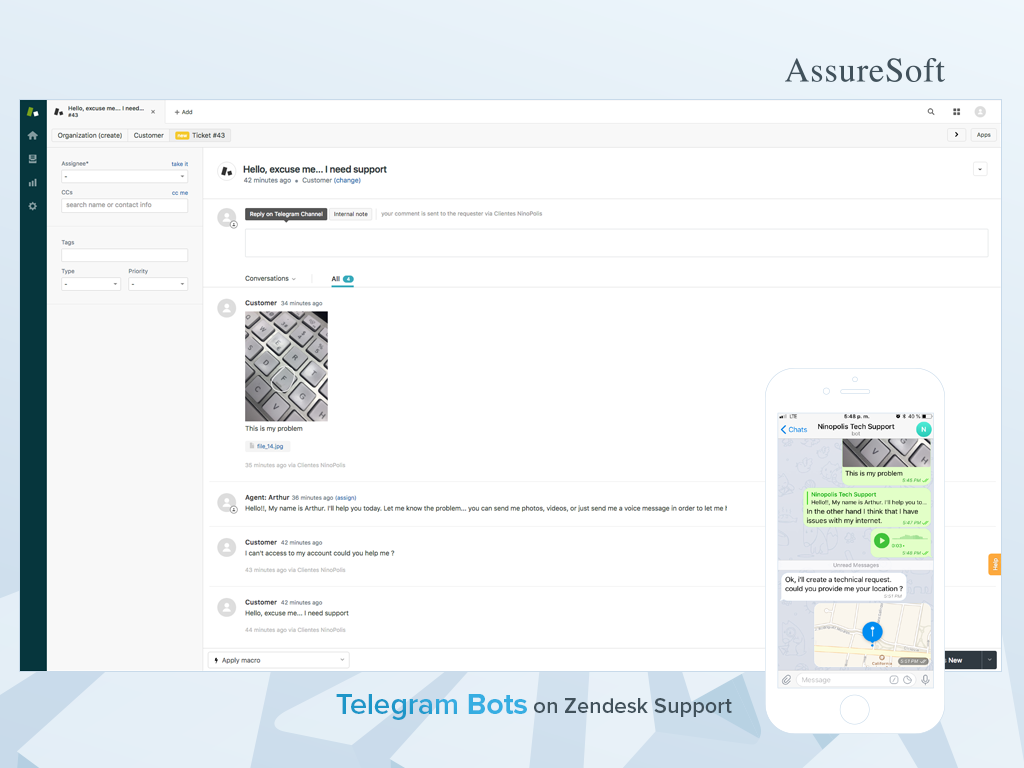 AssureSoft
Hello, excuse me... I need...
#43
×
+ Add
Organization (create)
Customer
new Ticket #43
Apps
Assignee*
take it
-
CCs
cc me
search name or contact info
Tags
Type
Priority
-
-
Hello, excuse me... I need support
42 minutes ago • Customer (change)
Reply on Telegram Channel
Internal note
your comment is sent to the requester via Clientes NinoPolis
Conversations
All 4
Customer 34 minutes ago
This is my problem
file_14.jpg
36 minutes ago via Clientes NinoPolis
Agent: Arthur 36 minutes ago (assign)
Hello!!, My name is Arthur. I'll help you today. Let me know the problem... you can send me photos, videos, or just send me a voice message in order to let me
Customer 42 minutes ago
I can't access to my account could you help me ?
43 minutes ago via Clientes NinoPolis
Customer 42 minutes ago
Hello, excuse me... I need support
44 minutes ago via Clientes NinoPolis
Apply macro
New
Help
LTE
5:48 p. m.
40 %
Chats
Ninopolis Tech Support
bot
N
This is my problem
5:45 PM
Ninopolis Tech Support
Hello!!, My name is Arthur. I'll help you to...
In the other hand I think that I have
issues with my internet.
5:47 PM
0:03
5:48 PM
Unread Messages
Ok, i'll create a technical request.
could you provide me your location ?
5:57 PM
California
5:57 PM
Message
Telegram Bots on Zendesk Support